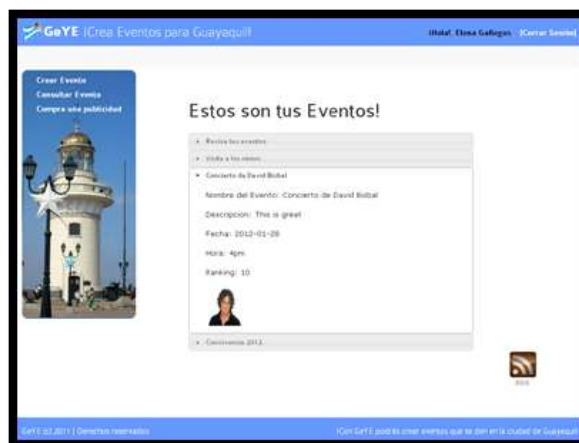 GeYE ¡Crea Eventos para Guayaquil!
¡Hola!, Elena Gallegos [Cerrar Sesión]
Crear Evento
Consultar Evento
Compra una publicidad
Estos son tus Eventos!
Revisa tus eventos
Visita a los
Concierto de David Bisbal
Nombre del Evento: Concierto de David Bisbal
Descripcion: This is great
Fecha: 2012-01-28
Hora: 4pm
Ranking: 10
Convivencia 2012
RSS
GeYE (c) 2011 | Derechos reservados
¡Con GeYE podrás crear eventos que se den en la ciudad de Guayaquil!